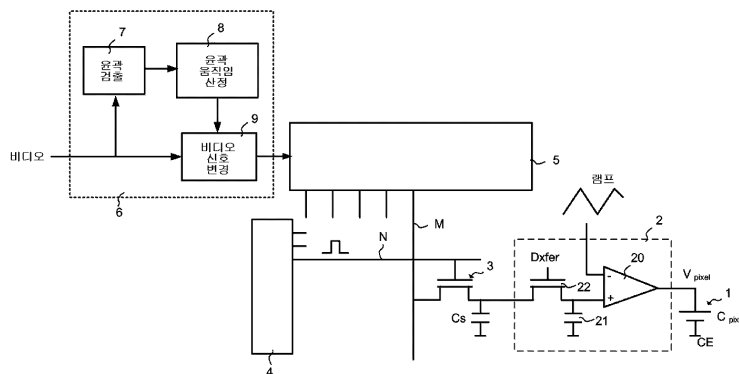 7
8
윤곽
검출
윤곽
움직임
산정
9
비디오
비디오
신호
변경
5
6
램프
M
N
2
3
Dxfer
20
-
+
22
V pixel
1
Cs
21
C pix
CE
4